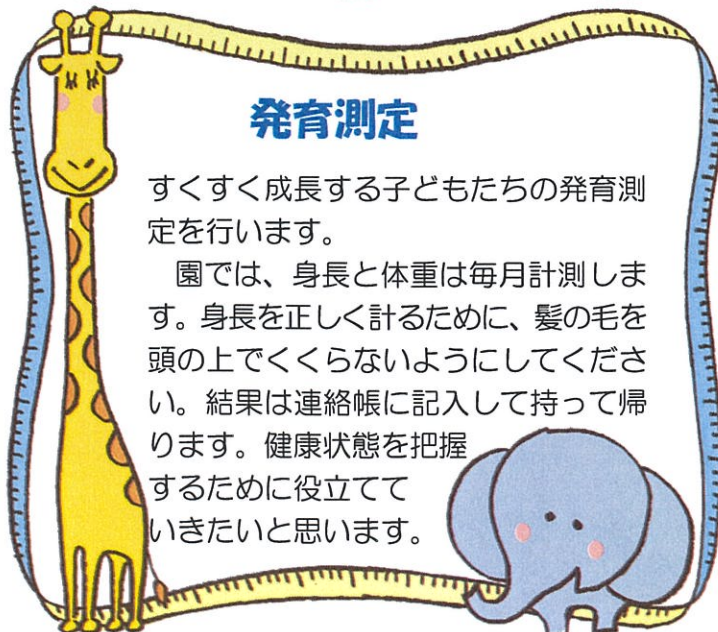 発育測定
すくすく成長する子どもたちの発育測
定を行います。
　園では、身長と体重は毎月計測しま
す。身長を正しく計るために、髪の毛を
頭の上でくくらないようにしてくださ
い。結果は連絡帳に記入して持って帰
ります。健康状態を把握
するために役立てて
いきたいと思います。